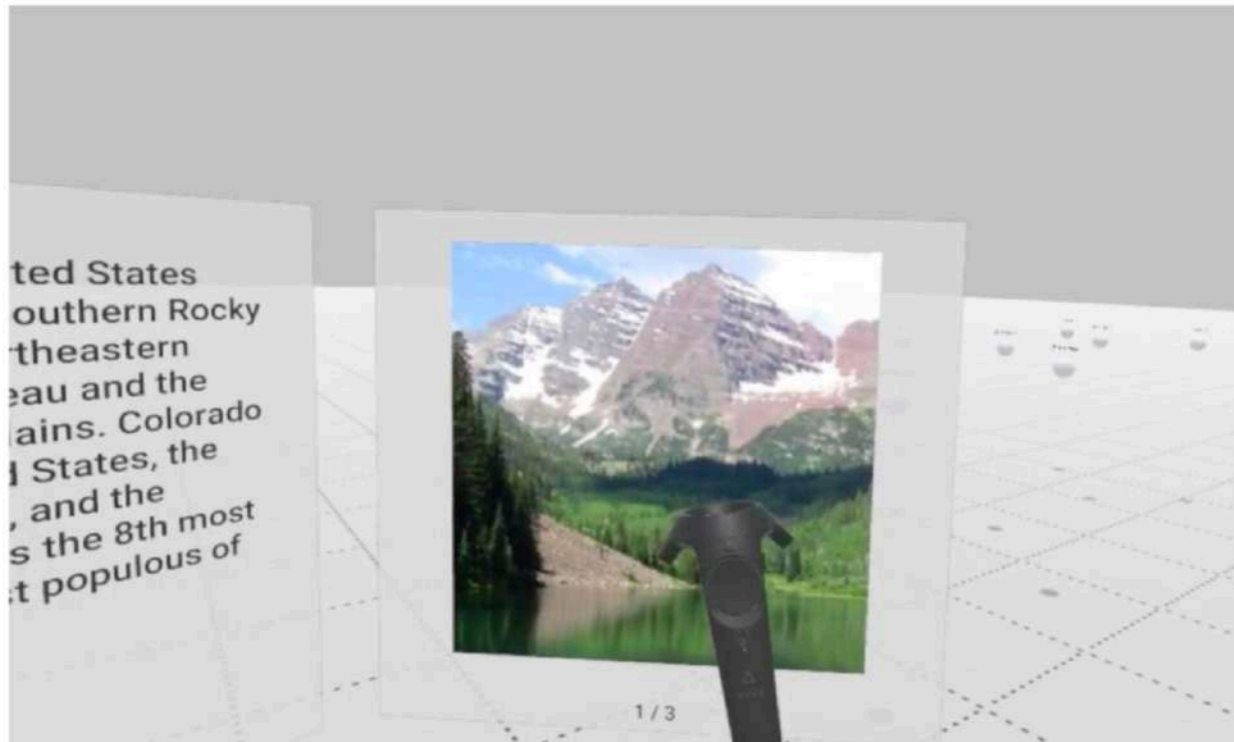 ted States
outhern Rocky
rtheastern
eau and the
lains. Colorado
d States, the
, and the
s the 8th most
t populous of
1 / 3